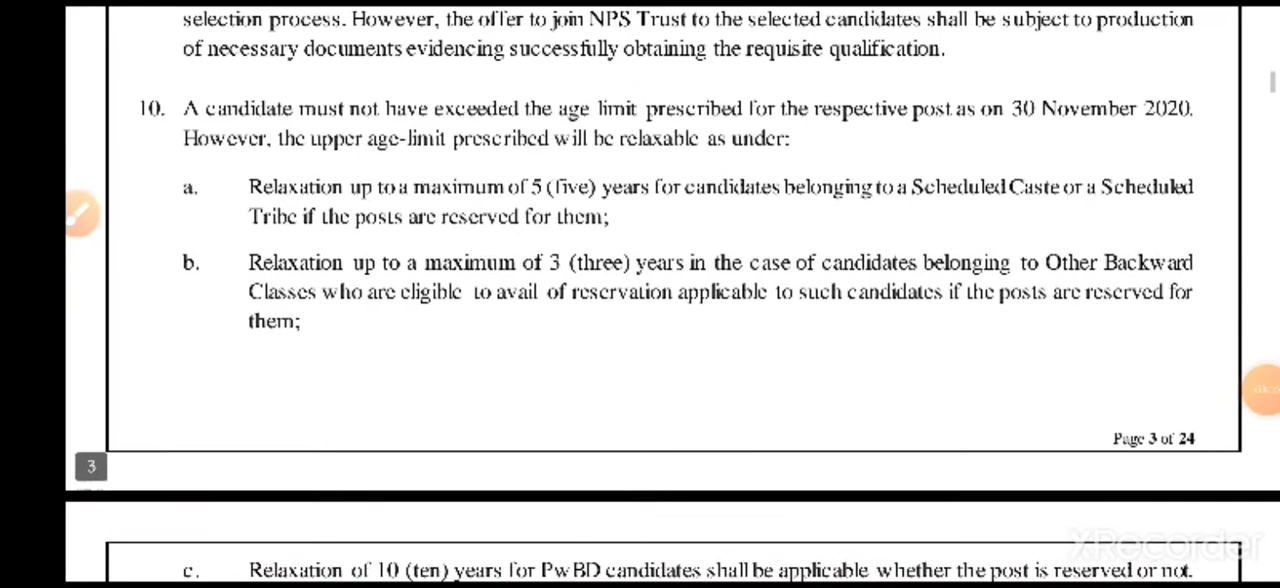 selection process. However, the offer to join NPS Trust to the selected candidates shall be subject to production
of necessary documents evidencing successfully obtaining the requisite qualification.
10. A candidate must not have exceeded the age limit prescribed for the respective post as on 30 November 2020.
However, the upper age-limit prescribed will be relaxable as under:
a. Relaxation up to a maximum of 5 (five) years for candidates belonging to a Scheduled Caste or a Scheduled
Tribe if the posts are reserved for them;
b. Relaxation up to a maximum of 3 (three) years in the case of candidates belonging to Other Backward
Classes who are eligible to avail of reservation applicable to such candidates if the posts are reserved for
them;
Page 3 of 24
3
XRecorder
c. Relaxation of 10 (ten) years for PwBD candidates shall be applicable whether the post is reserved or not.